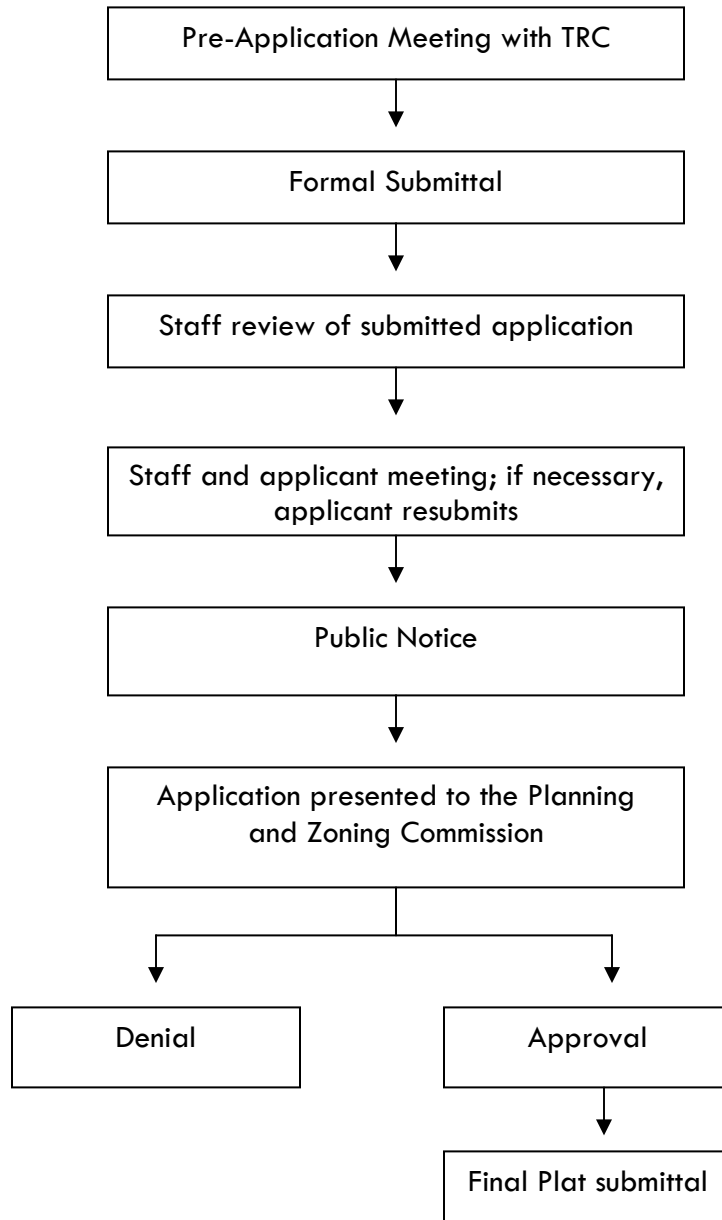 Pre-Application Meeting with TRC
Formal Submittal
Staff review of submitted application
Staff and applicant meeting; if necessary,
applicant resubmits
Public Notice
Application presented to the Planning
and Zoning Commission
Denial
Approval
Final Plat submittal